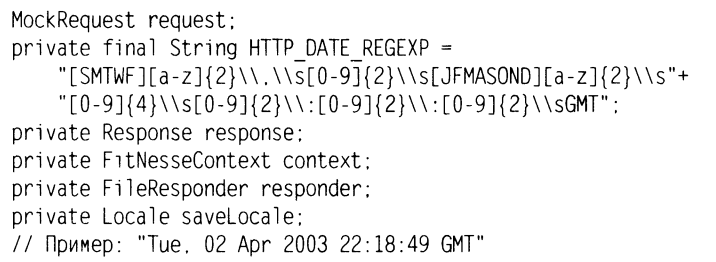 MockRequest request;
private final String HTTP_DATE_REGEXP =
"[SMTWF][a-z]{2}\\,\\s[0-9]{2}\\s[JFMASOND][a-z]{2}\\s"+
"[0-9]{4}\\s[0-9]{2}\\:[0-9]{2}\\:[0-9]{2}\\sGMT";
private Response response;
private FitNesseContext context;
private FileResponder responder;
private Locale saveLocale;
// Пример: "Tue, 02 Apr 2003 22:18:49 GMT"